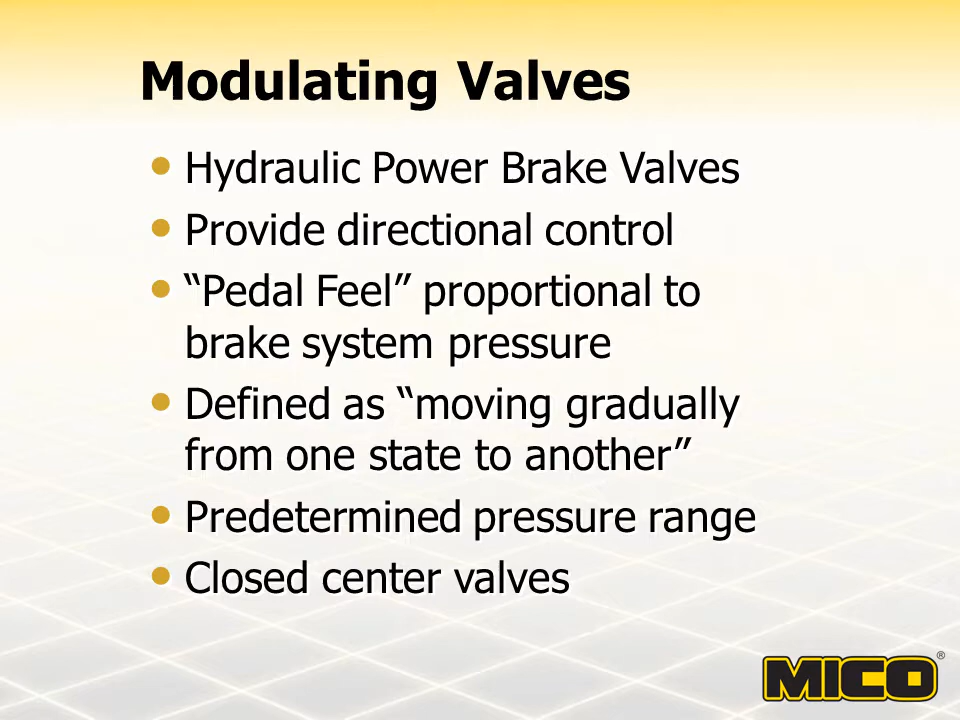 Modulating Valves
• Hydraulic Power Brake Valves
• Provide directional control
• “Pedal Feel” proportional to
brake system pressure
• Defined as “moving gradually
from one state to another”
• Predetermined pressure range
• Closed center valves
MICO®